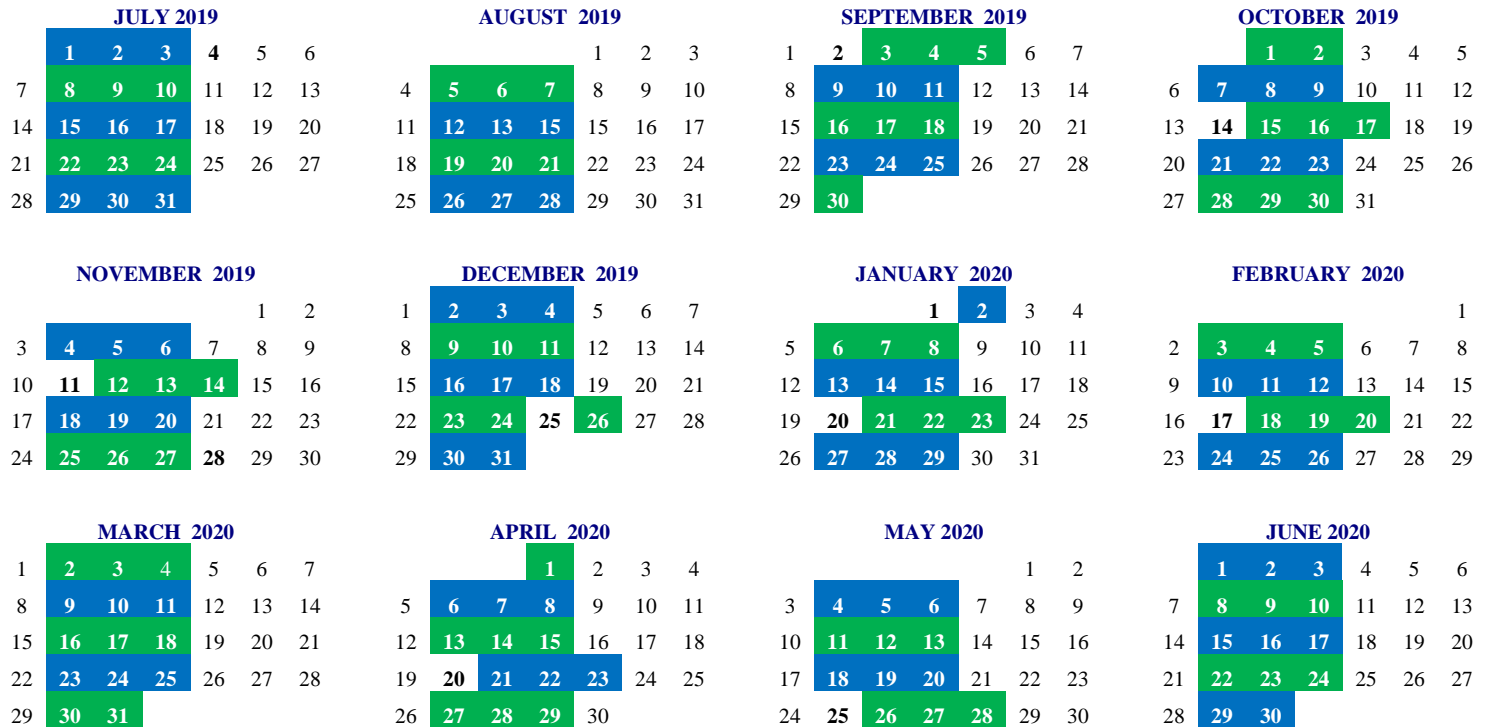 JULY 2019 AUGUST 2019 SEPTEMBER 2019 OCTOBER 2019
1 2 3 4 5 6 1 2 3 1 2 3 4 5 6 7 1 2 3 4 5
7 8 9 10 11 12 13 4 5 6 7 8 9 10 8 9 10 11 12 13 14 6 7 8 9 10 11 12
14 15 16 17 18 19 20 11 12 13 15 15 16 17 15 16 17 18 19 20 21 13 14 15 16 17 18 19
21 22 23 24 25 26 27 18 19 20 21 22 23 24 22 23 24 25 26 27 28 20 21 22 23 24 25 26
28 29 30 31 25 26 27 28 29 30 31 29 30 27 28 29 30 31
NOVEMBER 2019 DECEMBER 2019 JANUARY 2020 FEBRUARY 2020
1 2 1 2 3 4 5 6 7 1 2 3 4 1
3 4 5 6 7 8 9 8 9 10 11 12 13 14 5 6 7 8 9 10 11 2 3 4 5 6 7 8
10 11 12 13 14 15 16 15 16 17 18 19 20 21 12 13 14 15 16 17 18 9 10 11 12 13 14 15
17 18 19 20 21 22 23 22 23 24 25 26 27 28 19 20 21 22 23 24 25 16 17 18 19 20 21 22
24 25 26 27 28 29 30 29 30 31 26 27 28 29 30 31 23 24 25 26 27 28 29
MARCH 2020 APRIL 2020 MAY 2020 JUNE 2020
1 2 3 4 5 6 7 1 2 3 4 1 2 1 2 3 4 5 6
8 9 10 11 12 13 14 5 6 7 8 9 10 11 3 4 5 6 7 8 9 7 8 9 10 11 12 13
15 16 17 18 19 20 21 12 13 14 15 16 17 18 10 11 12 13 14 15 16 14 15 16 17 18 19 20
22 23 24 25 26 27 28 19 20 21 22 23 24 25 17 18 19 20 21 22 23 21 22 23 24 25 26 27
29 30 31 26 27 28 29 30 24 25 26 27 28 29 30 28 29 30